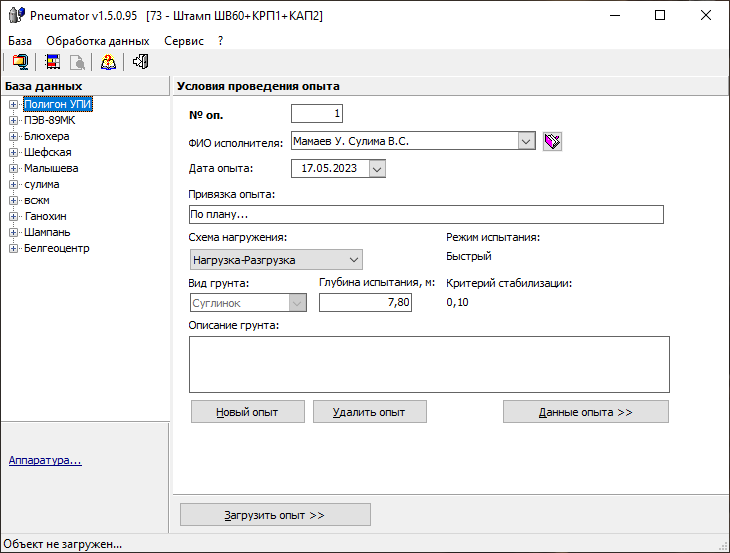 Pneumator v1.5.0.95 [73 - Штамп ШВ60+КРП1+КАП2]
База Обработка данных Сервис ?
База данных
Полигон УПИ
ПЭВ-89МК
Блюхера
Шефская
Малышева
сулима
всжм
Ганохин
Шампань
Белгеоцентр
Аппаратура...
Условия проведения опыта
№ оп. 1
ФИО исполнителя: Мамаев У. Сулима В.С.
Дата опыта: 17.05.2023
Привязка опыта:
По плану...
Схема нагружения: Режим испытания:
Нагрузка-Разгрузка Быстрый
Вид грунта: Глубина испытания, м: Критерий стабилизации:
Суглинок 7,80 0,10
Описание грунта:
Новый опыт Удалить опыт Данные опыта >>
Загрузить опыт >>
Объект не загружен...